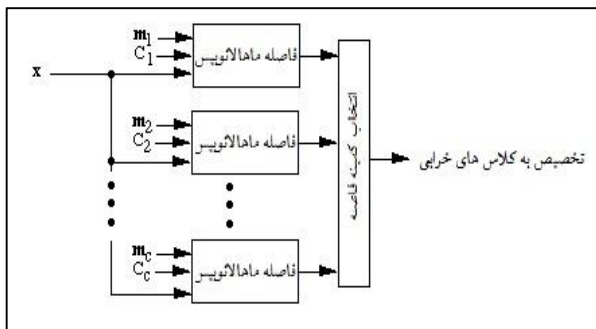 m1
C1
فاصله ماهالانوبیس
x
m2
C2
فاصله ماهالانوبیس
انتخاب کمینه فاصله
تخصیص به کلاس های خرابی
mc
Cc
فاصله ماهالانوبیس